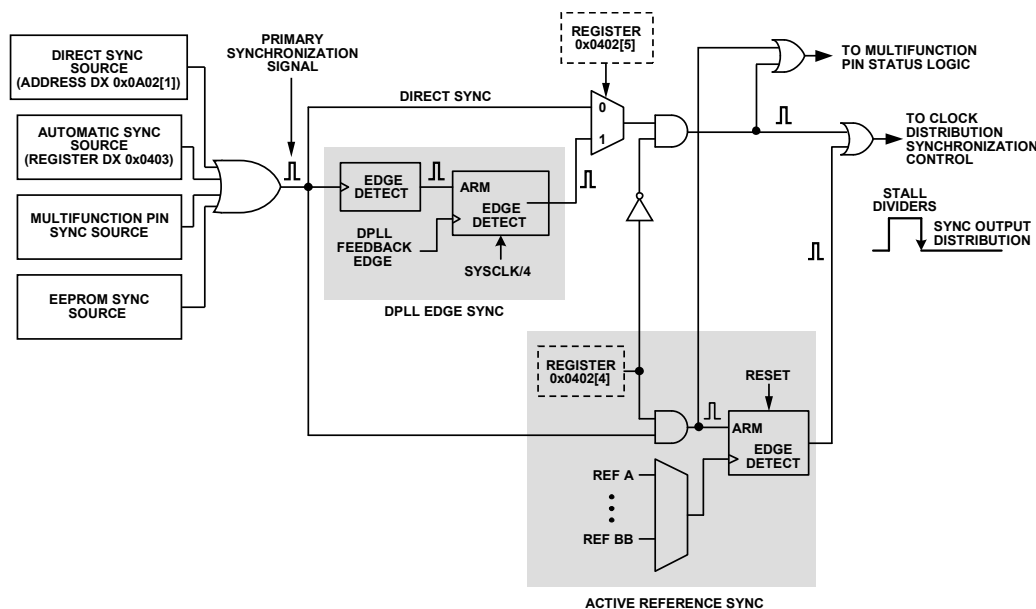 DIRECT SYNC
SOURCE
(ADDRESS DX 0x0A02[1])
AUTOMATIC SYNC
SOURCE
(REGISTER DX 0x0403)
MULTIFUNCTION PIN
SYNC SOURCE
EEPROM SYNC
SOURCE
PRIMARY
SYNCHRONIZATION
SIGNAL
DIRECT SYNC
EDGE
DETECT
ARM
EDGE
DETECT
DPLL
FEEDBACK
EDGE
SYSCLK/4
DPLL EDGE SYNC
REGISTER
0x0402[5]
0
1
TO MULTIFUNCTION
PIN STATUS LOGIC
TO CLOCK
DISTRIBUTION
SYNCHRONIZATION
CONTROL
STALL
DIVIDERS
SYNC OUTPUT
DISTRIBUTION
REGISTER
0x0402[4]
RESET
ARM
EDGE
DETECT
REF A
REF BB
ACTIVE REFERENCE SYNC